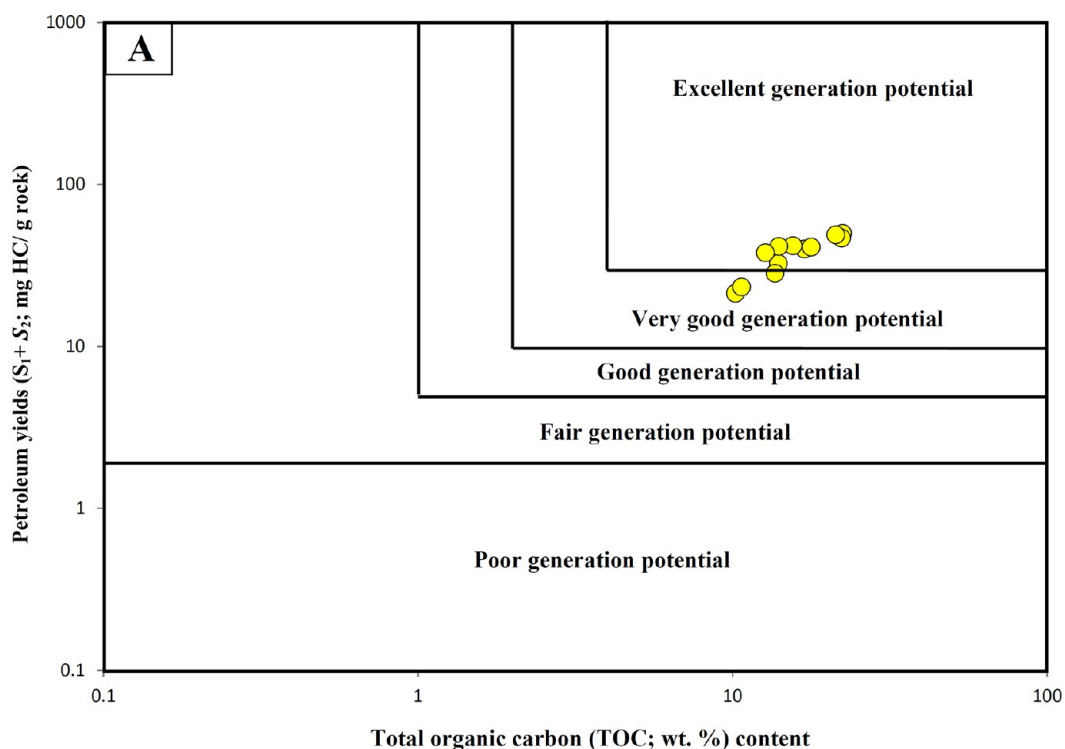 A
1000
100
10
1
0.1
Petroleum yields (S₁+ S₂; mg HC/ g rock)
Excellent generation potential
Very good generation potential
Good generation potential
Fair generation potential
Poor generation potential
0.1
1
10
100
Total organic carbon (TOC; wt. %) content